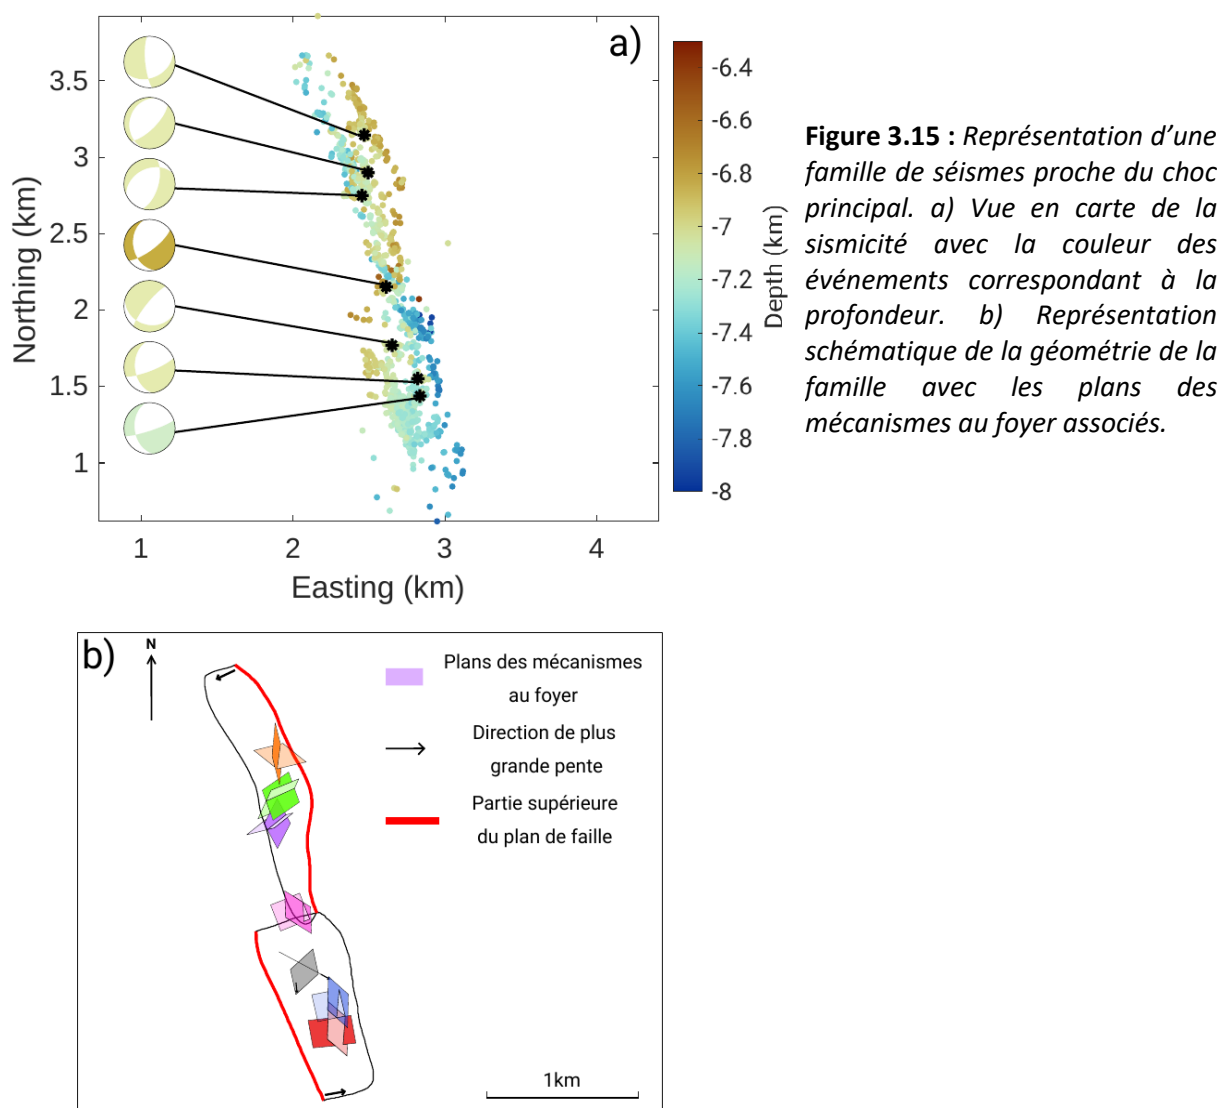 a)
3.5
3
2.5
2
1.5
1
Northing (km)
1
2
3
4
Easting (km)
-6.4
-6.6
-6.8
-7
-7.2
-7.4
-7.6
-7.8
-8
Depth (km)
Figure 3.15 : Représentation d’une
famille de séismes proche du choc
principal. a) Vue en carte de la
sismicité avec la couleur des
événements correspondant à la
profondeur. b) Représentation
schématique de la géométrie de la
famille avec les plans des
mécanismes au foyer associés.
b)
N
Plans des mécanismes
au foyer
Direction de plus
grande pente
Partie supérieure
du plan de faille
1km